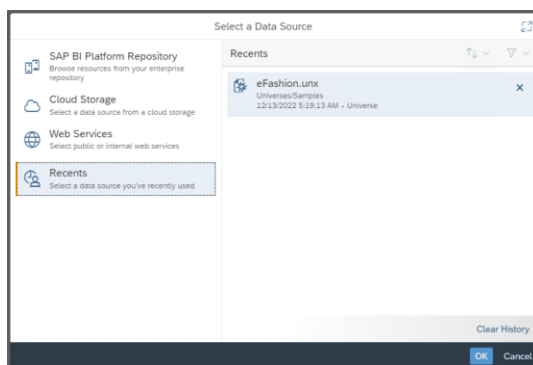 Select a Data Source
SAP BI Platform Repository
Browse resources from your enterprise
repository
Cloud Storage
Select a data source from a cloud storage
Web Services
Select public or internal web services
Recents
Select a data source you've recently used
Recents
eFashion.unx
Universes/Samples
12/13/2022 5:19:13 AM - Universe
Clear History
OK Cancel